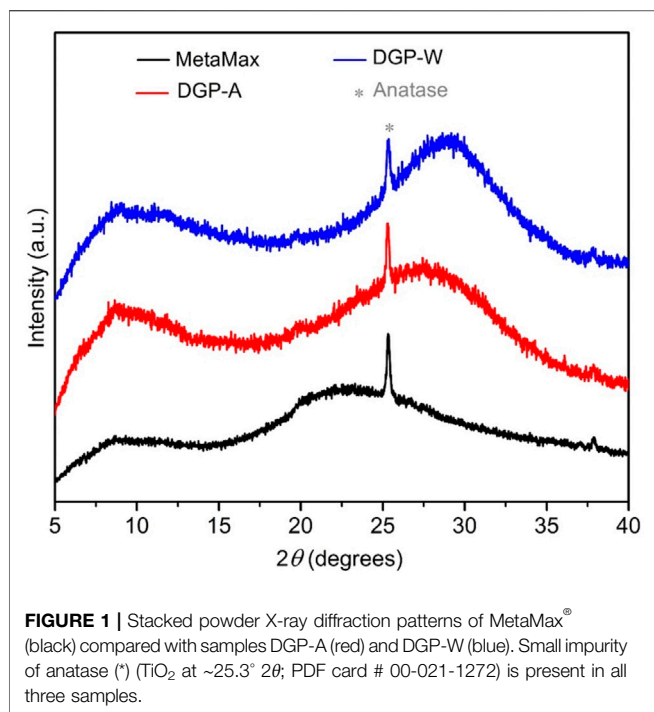 MetaMax
DGP-W
DGP-A
* Anatase
*
Intensity (a.u.)
5
10
15
20
25
30
35
40
2θ (degrees)
FIGURE 1 | Stacked powder X-ray diffraction patterns of MetaMax®
(black) compared with samples DGP-A (red) and DGP-W (blue). Small impurity
of anatase (*) (TiO₂ at ~25.3° 2θ; PDF card # 00-021-1272) is present in all
three samples.